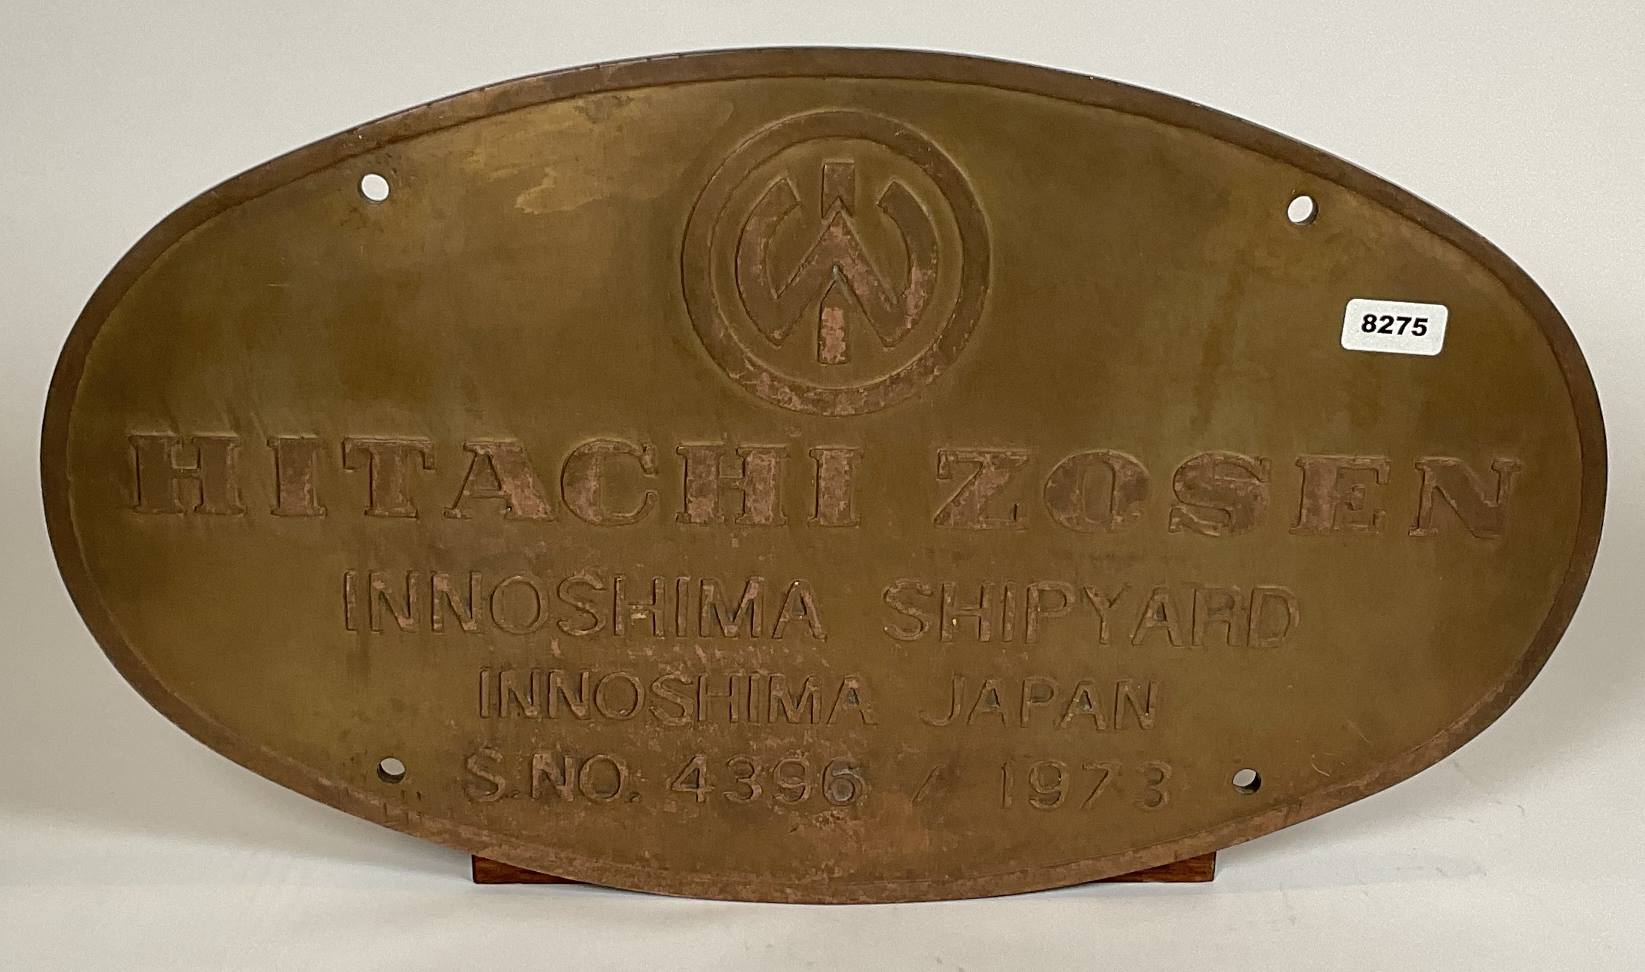 8275
HITACHI ZOSEN
INNOSHIMA SHIPYARD
INNOSHIMA JAPAN
S.NO. 4396 / 1973